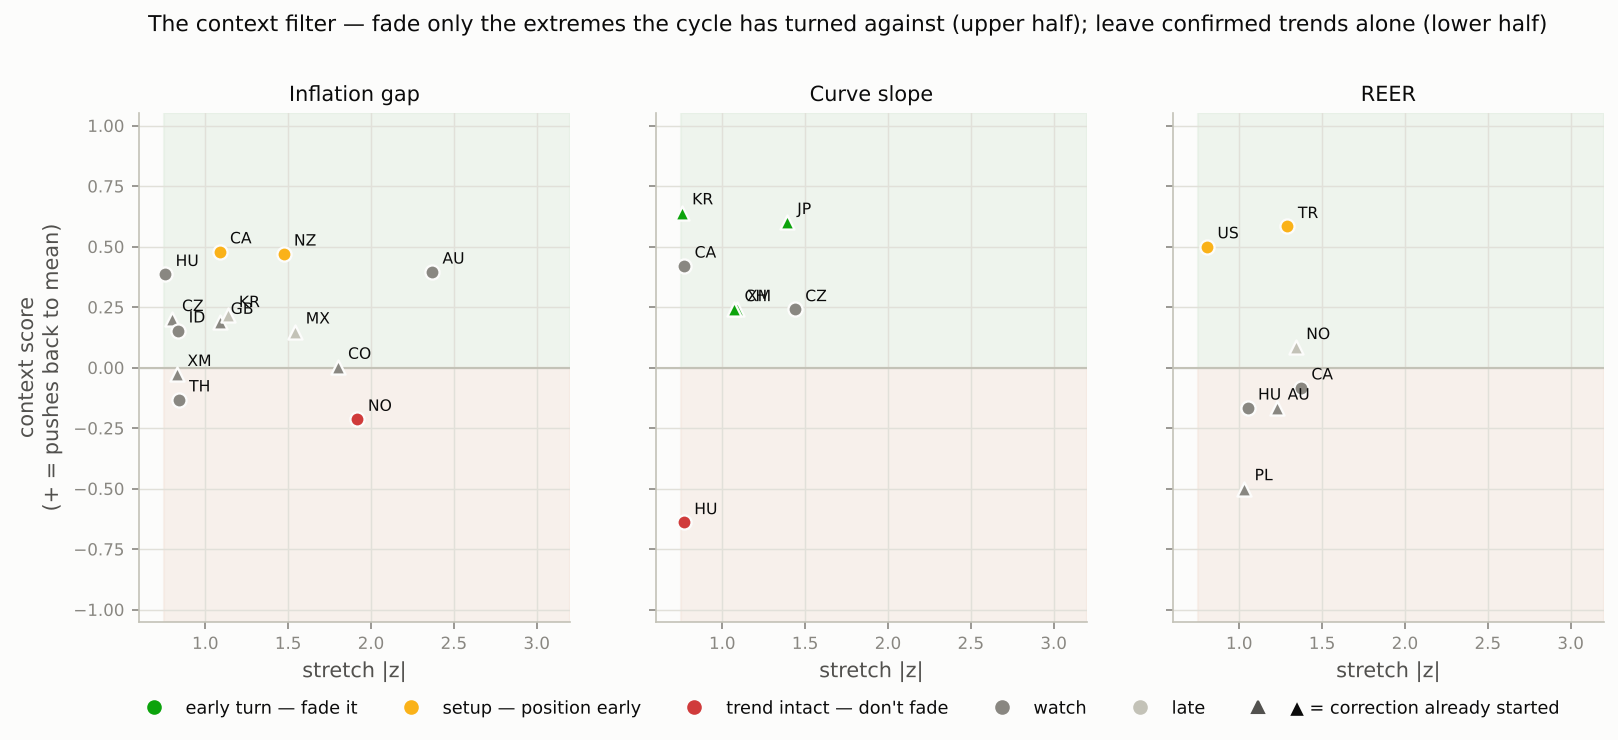 The context filter — fade only the extremes the cycle has turned against (upper half); leave confirmed trends alone (lower half)
Inflation gap
Curve slope
REER
context score
(+ = pushes back to mean)
1.00
0.75
0.50
0.25
0.00
−0.25
−0.50
−0.75
−1.00
CA
NZ
AU
HU
KR
CZ
GB
ID
MX
CO
XM
TH
NO
1.0 1.5 2.0 2.5 3.0
stretch |z|
KR
JP
CA
CH
XM
CZ
HU
1.0 1.5 2.0 2.5 3.0
stretch |z|
TR
US
NO
CA
HU
AU
PL
1.0 1.5 2.0 2.5 3.0
stretch |z|
early turn — fade it
setup — position early
trend intact — don't fade
watch
late
▲ = correction already started